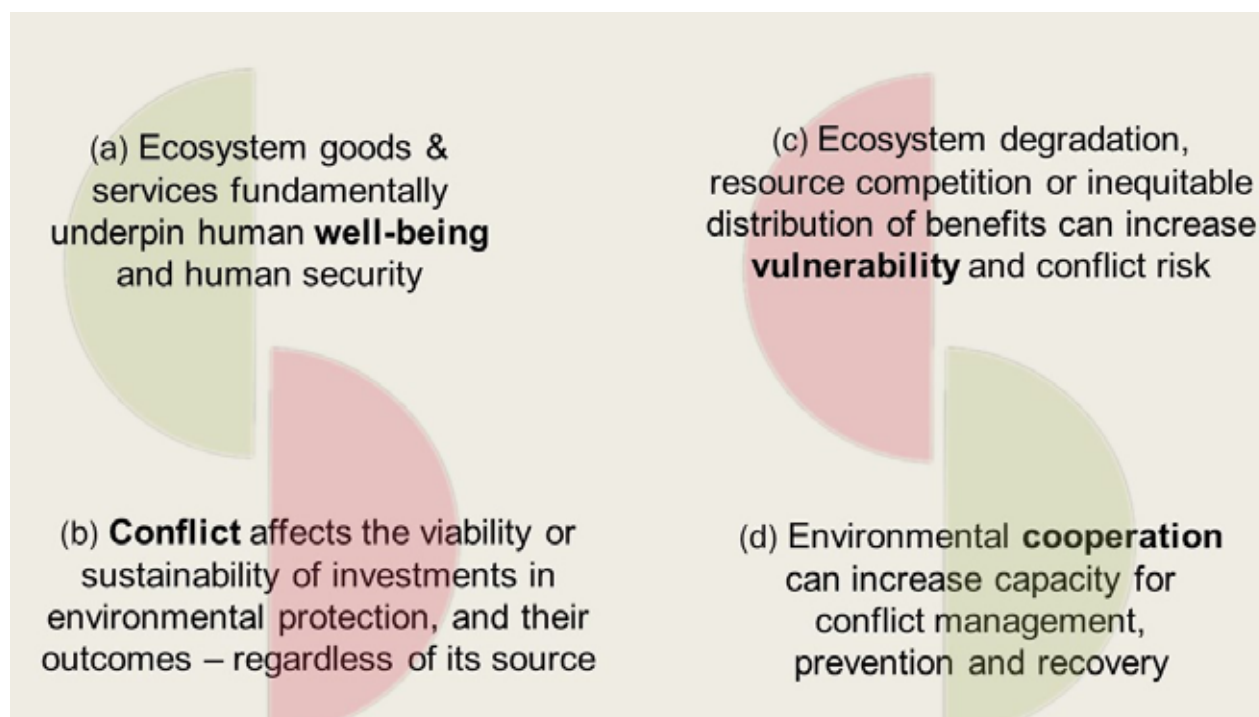 (a) Ecosystem goods &
services fundamentally
underpin human well-being
and human security
(b) Conflict affects the viability or
sustainability of investments in
environmental protection, and their
outcomes – regardless of its source
(c) Ecosystem degradation,
resource competition or inequitable
distribution of benefits can increase
vulnerability and conflict risk
(d) Environmental cooperation
can increase capacity for
conflict management,
prevention and recovery